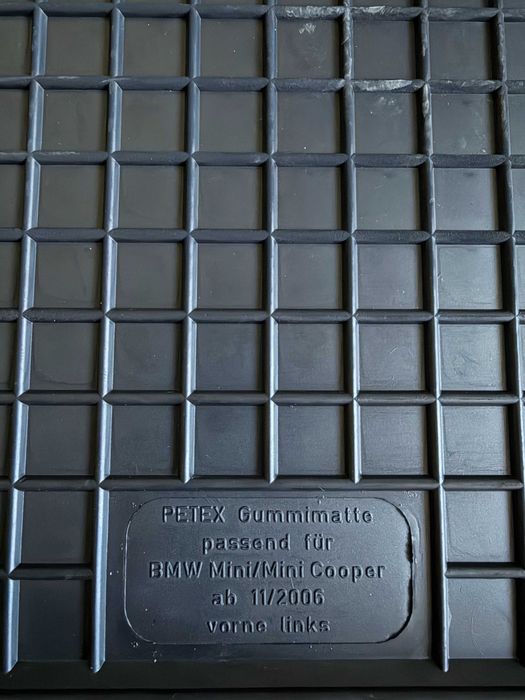 PETEX Gummimatte
passend für
BMW Mini/Mini Cooper
ab 11/2006
vorne links